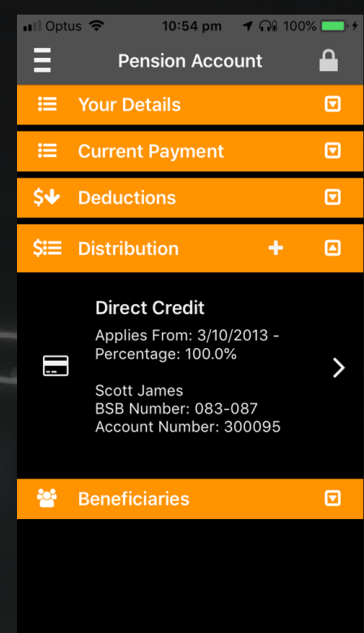 Optus 10:54 pm 100%
Pension Account
Your Details
Current Payment
$ Deductions
$ Distribution +
Direct Credit
Applies From: 3/10/2013 -
Percentage: 100.0%
Scott James
BSB Number: 083-087
Account Number: 300095
Beneficiaries